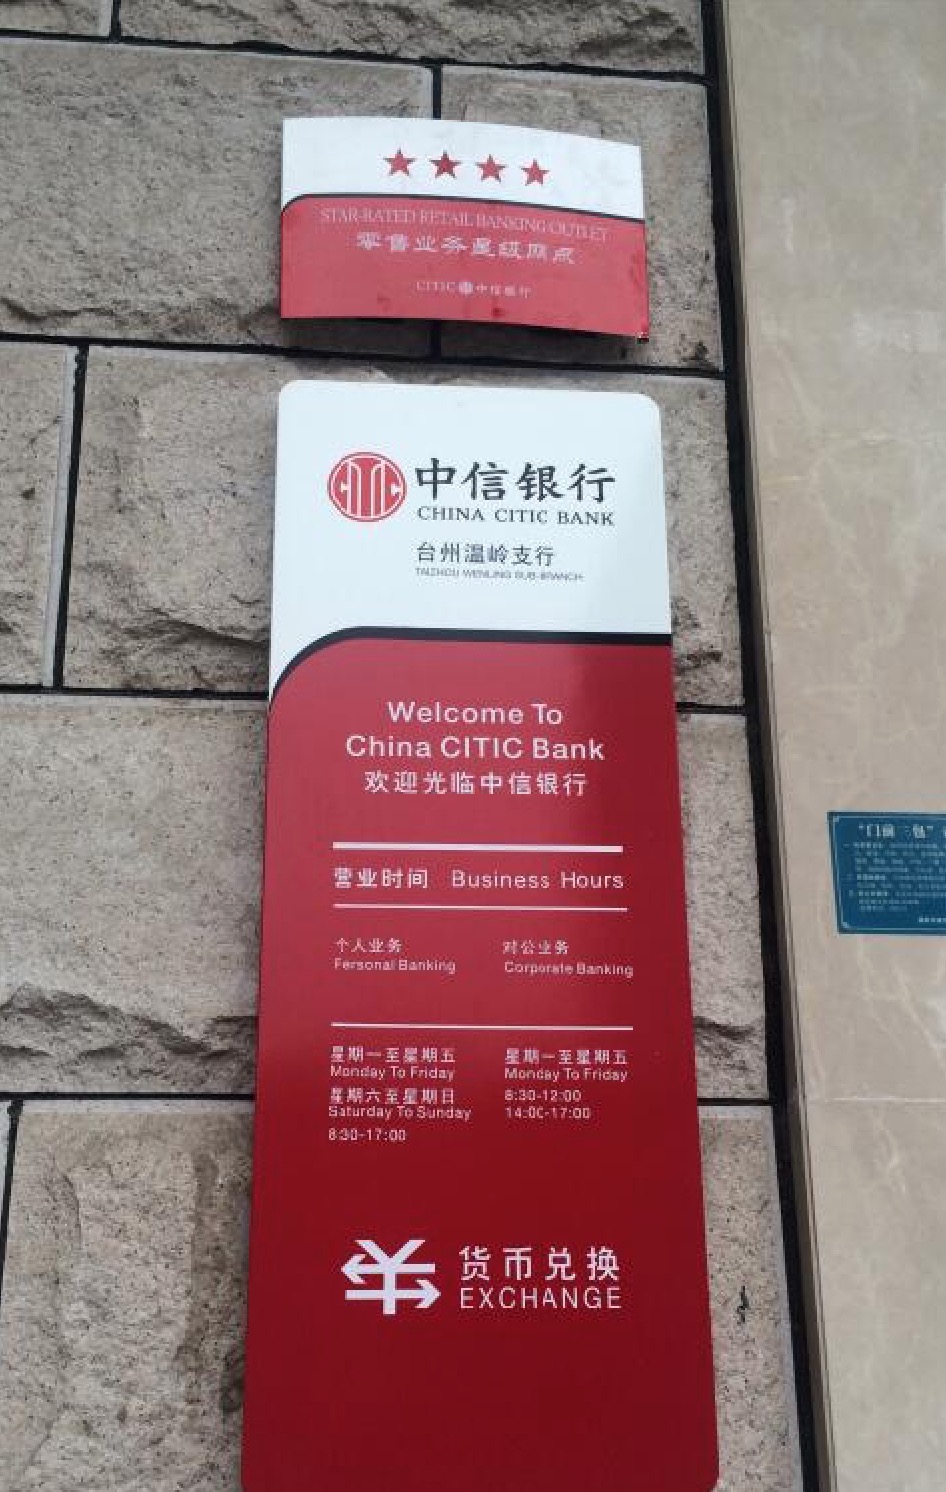 STAR-RATED RETAIL BANKING OUTLET
零售业务星级网点
CITIC 中信银行
中信银行
CHINA CITIC BANK
台州温岭支行
TAIZHOU WENLING SUB-BRANCH
Welcome To
China CITIC Bank
欢迎光临中信银行
营业时间 Business Hours
个人业务 对公业务
Personal Banking Corporate Banking
星期一至星期五 星期一至星期五
Monday To Friday Monday To Friday
星期六至星期日 8:30-12:00
Saturday To Sunday 14:00-17:00
8:30-17:00
货币兑换
EXCHANGE
"门前三包"